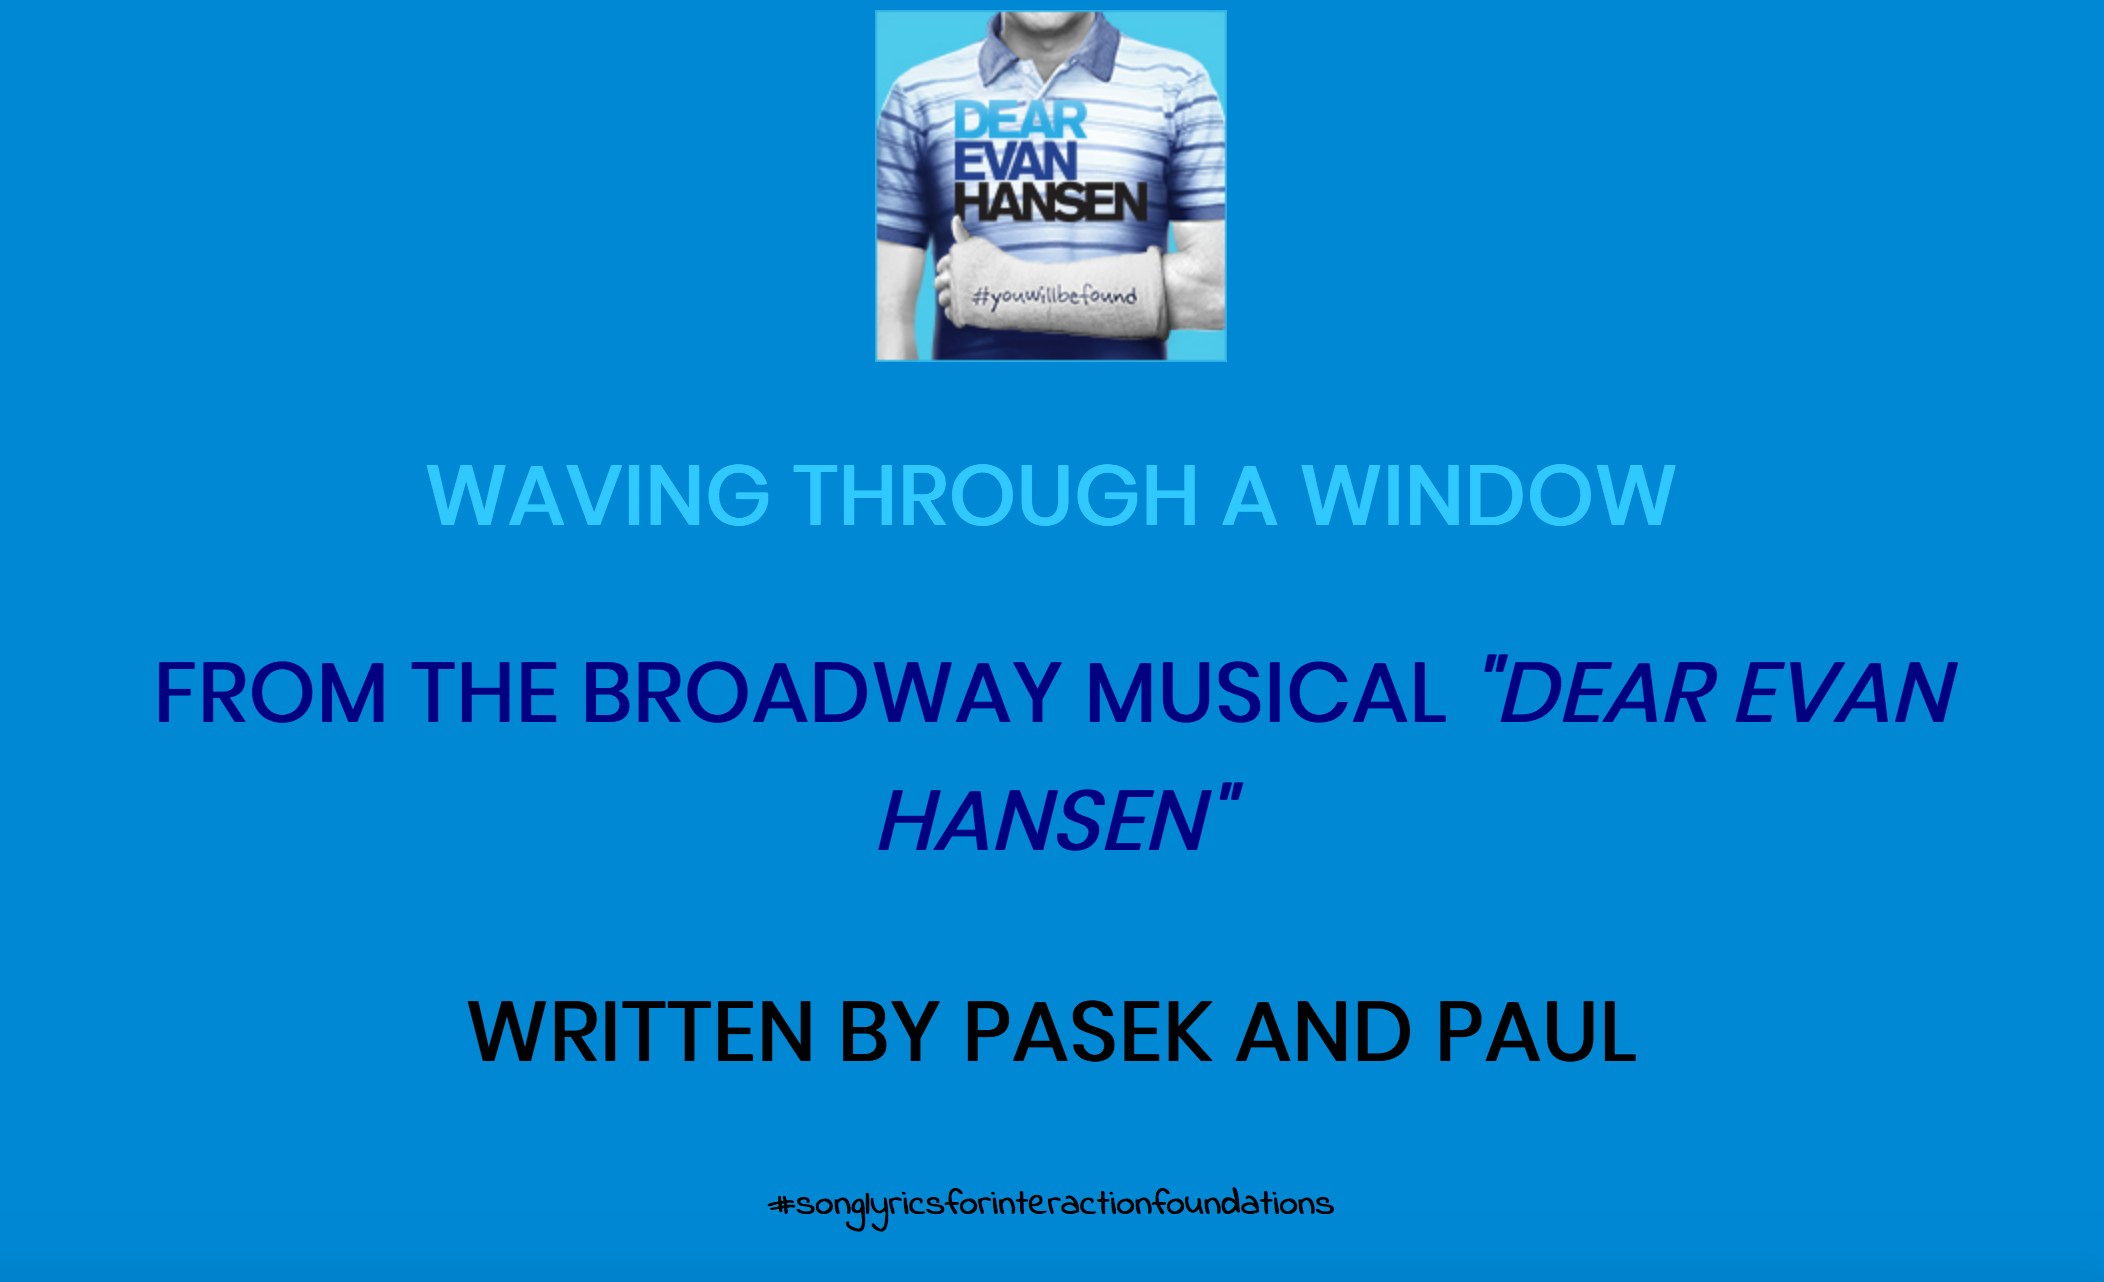 DEAR
EVAN
HANSEN
#youwillbefound
WAVING THROUGH A WINDOW
FROM THE BROADWAY MUSICAL "DEAR EVAN
HANSEN"
WRITTEN BY PASEK AND PAUL
#songlyricsforinteractionfoundations